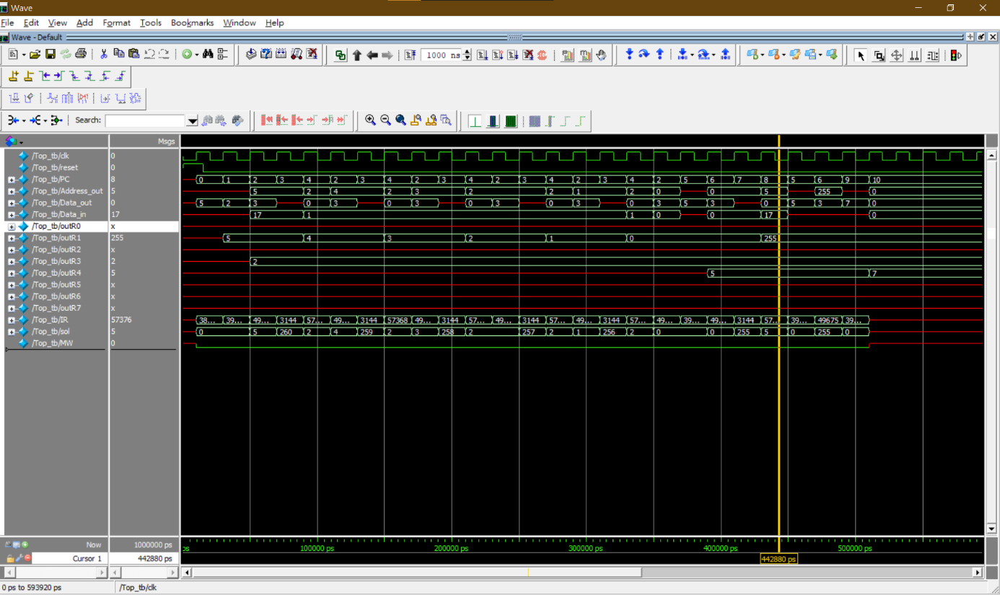 Wave
File Edit View Add Format Tools Bookmarks Window Help
Wave - Default
1000 ns
Search:
Msgs
/Top_tb/clk 0
/Top_tb/reset 0
/Top_tb/PC 8 0 1 2 3 4 2 3 4 2 3 4 2 3 4 2 3 4 2 5 6 7 8 5 6 9 10
/Top_tb/Address_out 5 5 2 4 2 3 2 2 1 2 0 0 5 255 0
/Top_tb/Data_out 0 5 2 3 0 3 0 3 0 3 0 3 0 3 5 3 0 5 3 7 0
/Top_tb/Data_in 17 17 1 1 0 0 17 0
/Top_tb/outR0 x
/Top_tb/outR1 255 5 4 3 2 1 0 255
/Top_tb/outR2 x
/Top_tb/outR3 2 2
/Top_tb/outR4 5 5 7
/Top_tb/outR5 x
/Top_tb/outR6 x
/Top_tb/outR7 x
/Top_tb/IR 57376 38... 39... 49... 3144 57... 49... 3144 57368 49... 3144 57... 49... 3144 57... 49... 3144 57... 49... 39... 49... 3144 57... 39... 49675 39...
/Top_tb/sol 5 0 5 260 2 4 259 2 3 258 2 257 2 1 256 2 0 0 255 5 0 255 0
/Top_tb/MW 0
Now 1000000 ps ps 100000 ps 200000 ps 300000 ps 400000 ps 500000 ps
Cursor 1 442880 ps 442880 ps
0 ps to 593920 ps /Top_tb/clk